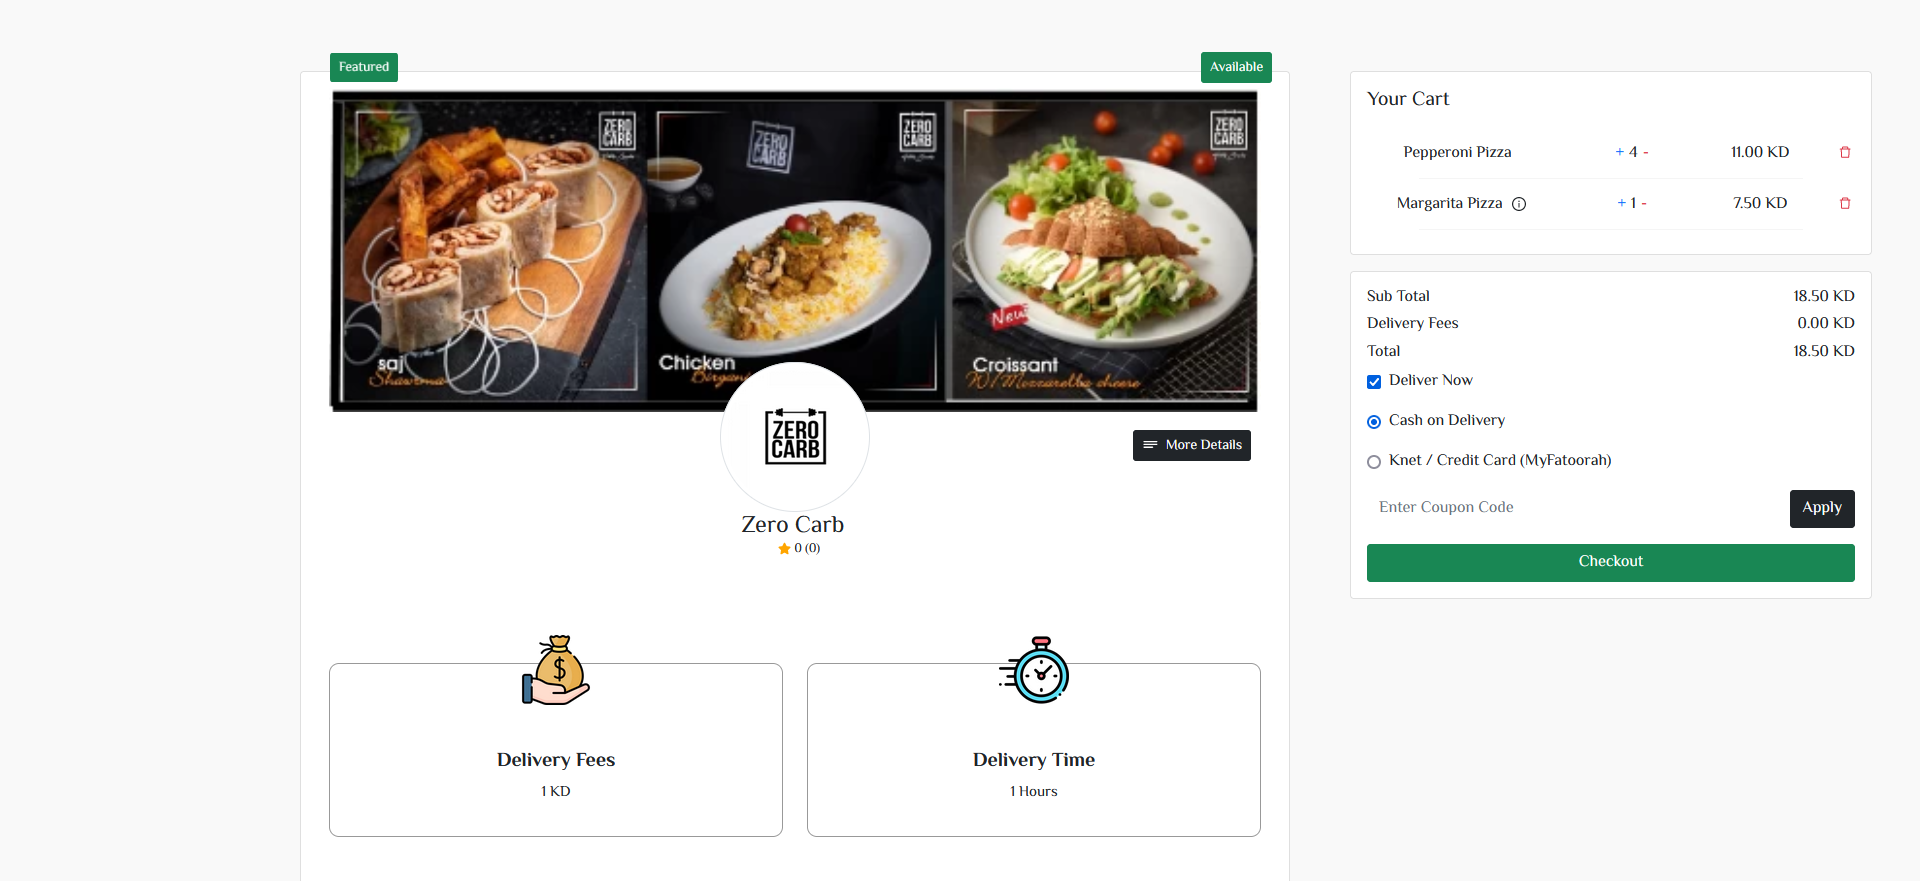 Featured
Available
ZERO
CARB
ZERO
CARB
ZERO
CARB
ZERO
CARB
New
saj
Shawrma
Chicken
Croissant
W/Mozzarella cheese
ZERO
CARB
More Details
Zero Carb
0 (0)
Delivery Fees
1 KD
Delivery Time
1 Hours
Your Cart
Pepperoni Pizza + 4 - 11.00 KD
Margarita Pizza + 1 - 7.50 KD
Sub Total 18.50 KD
Delivery Fees 0.00 KD
Total 18.50 KD
Deliver Now
Cash on Delivery
Knet / Credit Card (MyFatoorah)
Enter Coupon Code Apply
Checkout